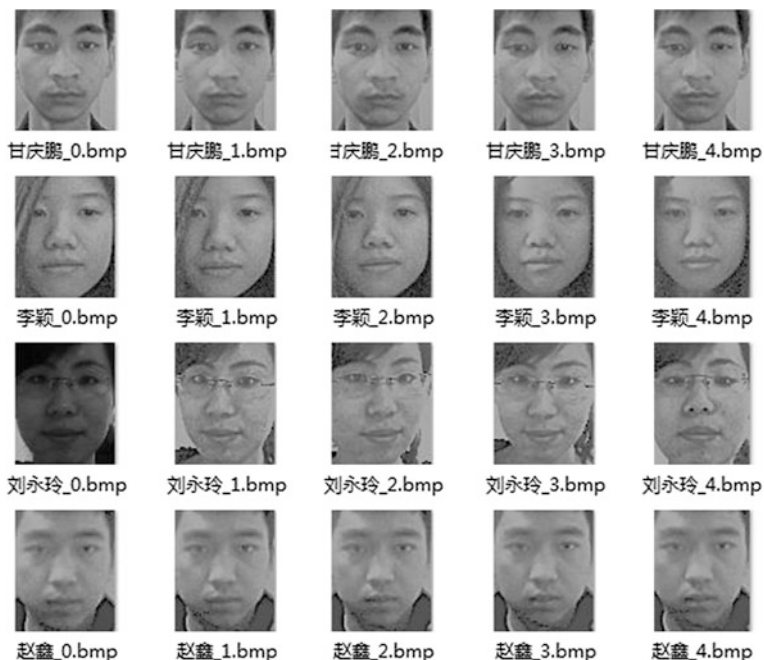 甘庆鹏_0.bmp 甘庆鹏_1.bmp 甘庆鹏_2.bmp 甘庆鹏_3.bmp 甘庆鹏_4.bmp
李颖_0.bmp 李颖_1.bmp 李颖_2.bmp 李颖_3.bmp 李颖_4.bmp
刘永玲_0.bmp 刘永玲_1.bmp 刘永玲_2.bmp 刘永玲_3.bmp 刘永玲_4.bmp
赵鑫_0.bmp 赵鑫_1.bmp 赵鑫_2.bmp 赵鑫_3.bmp 赵鑫_4.bmp